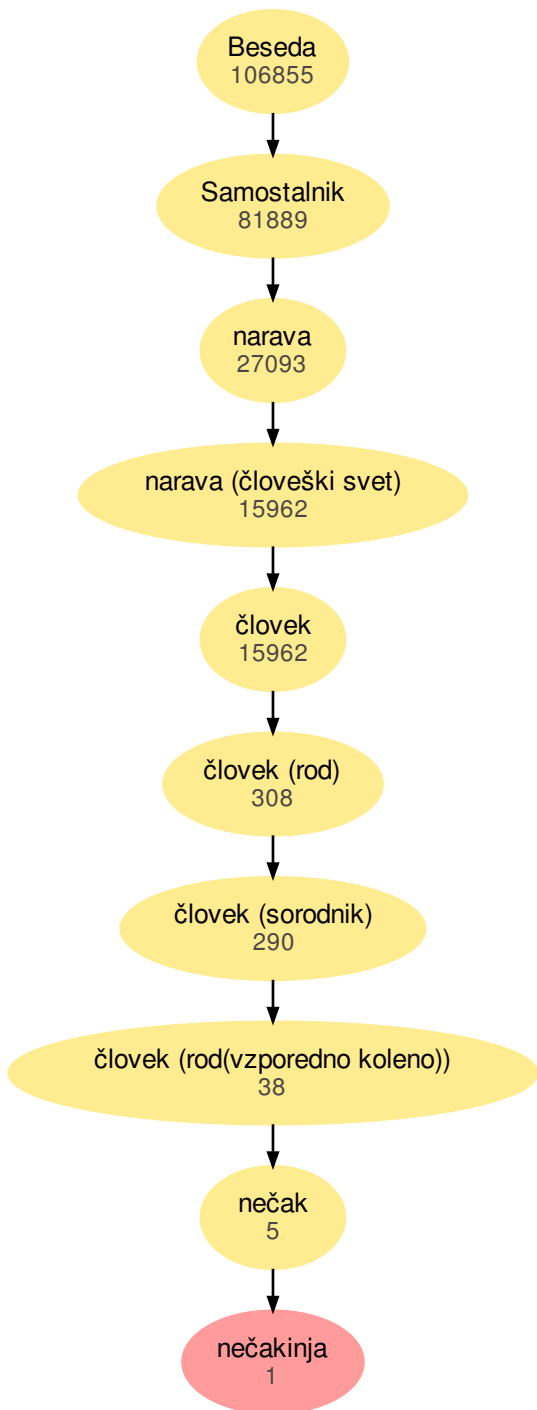 Beseda
106855
Samostalnik
81889
narava
27093
narava (človeški svet)
15962
človek
15962
človek (rod)
308
človek (sorodnik)
290
človek (rod(vzporedno koleno))
38
nečak
5
nečakinja
1